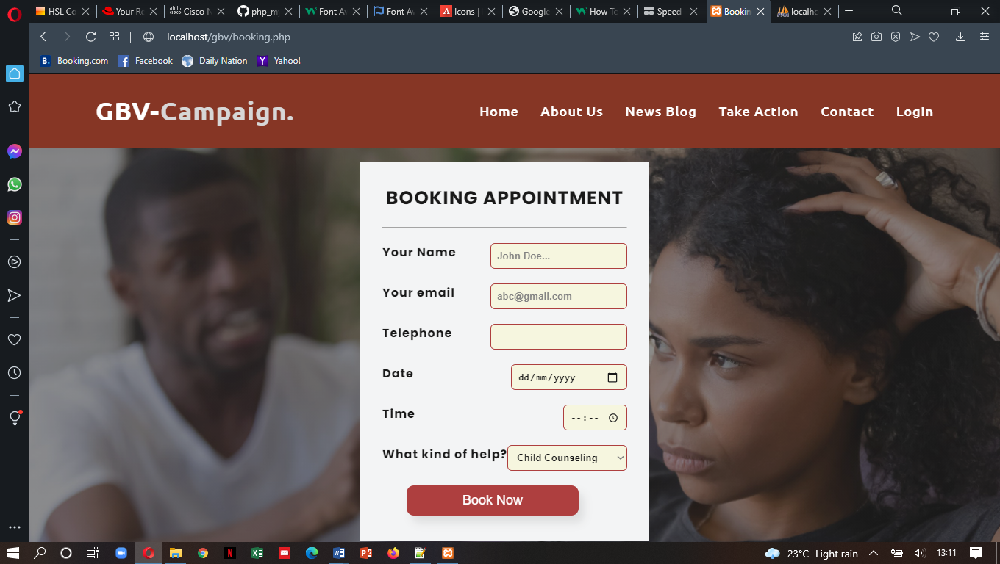 HSL Co
Your Re
Cisco N
php_my
Font Av
Font Av
Icons |
Google
How To
Speed
Bookin
localho
localhost/gbv/booking.php
B. Booking.com
Facebook
Daily Nation
Y Yahoo!
GBV-Campaign.
Home About Us News Blog Take Action Contact Login
BOOKING APPOINTMENT
Your Name John Doe...
Your email abc@gmail.com
Telephone
Date dd/mm/yyyy
Time --:--
What kind of help? Child Counseling
Book Now
23°C Light rain
13:11